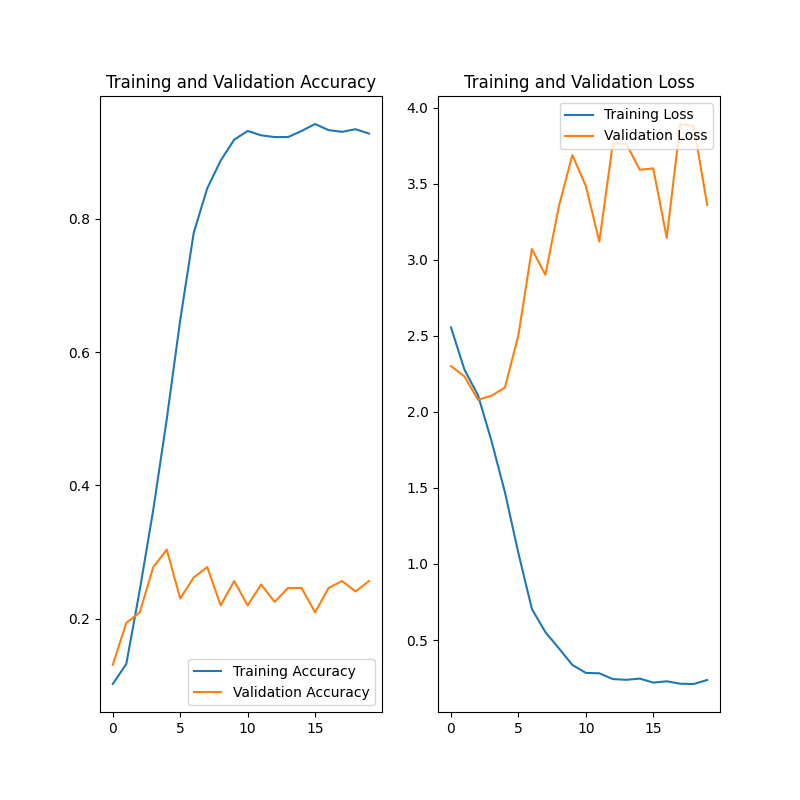 Training and Validation Accuracy
0.8
0.6
0.4
0.2
Training Accuracy
Validation Accuracy
0 5 10 15
Training and Validation Loss
4.0
3.5
3.0
2.5
2.0
1.5
1.0
0.5
Training Loss
Validation Loss
0 5 10 15